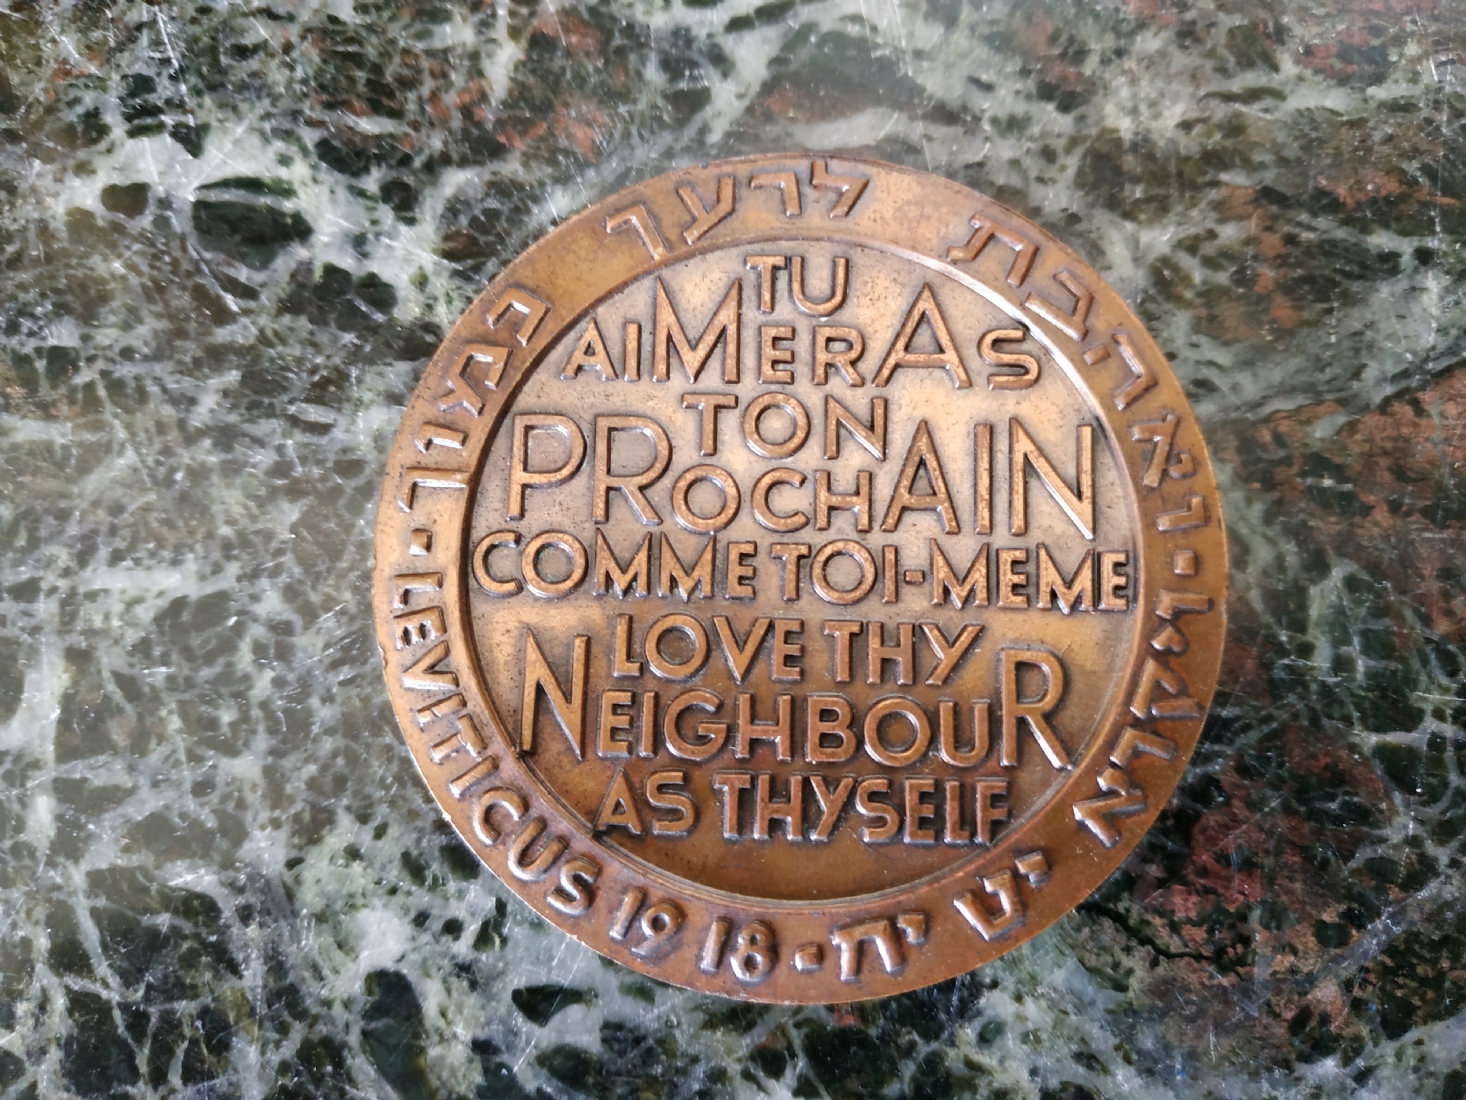 ואהבת לרעך כמוך · LEVITICUS 19 18 · ויקרא יט יח ·
TU
AIMERAS
TON
PROCHAIN
COMME TOI-MEME
LOVE THY
NEIGHBOUR
AS THYSELF